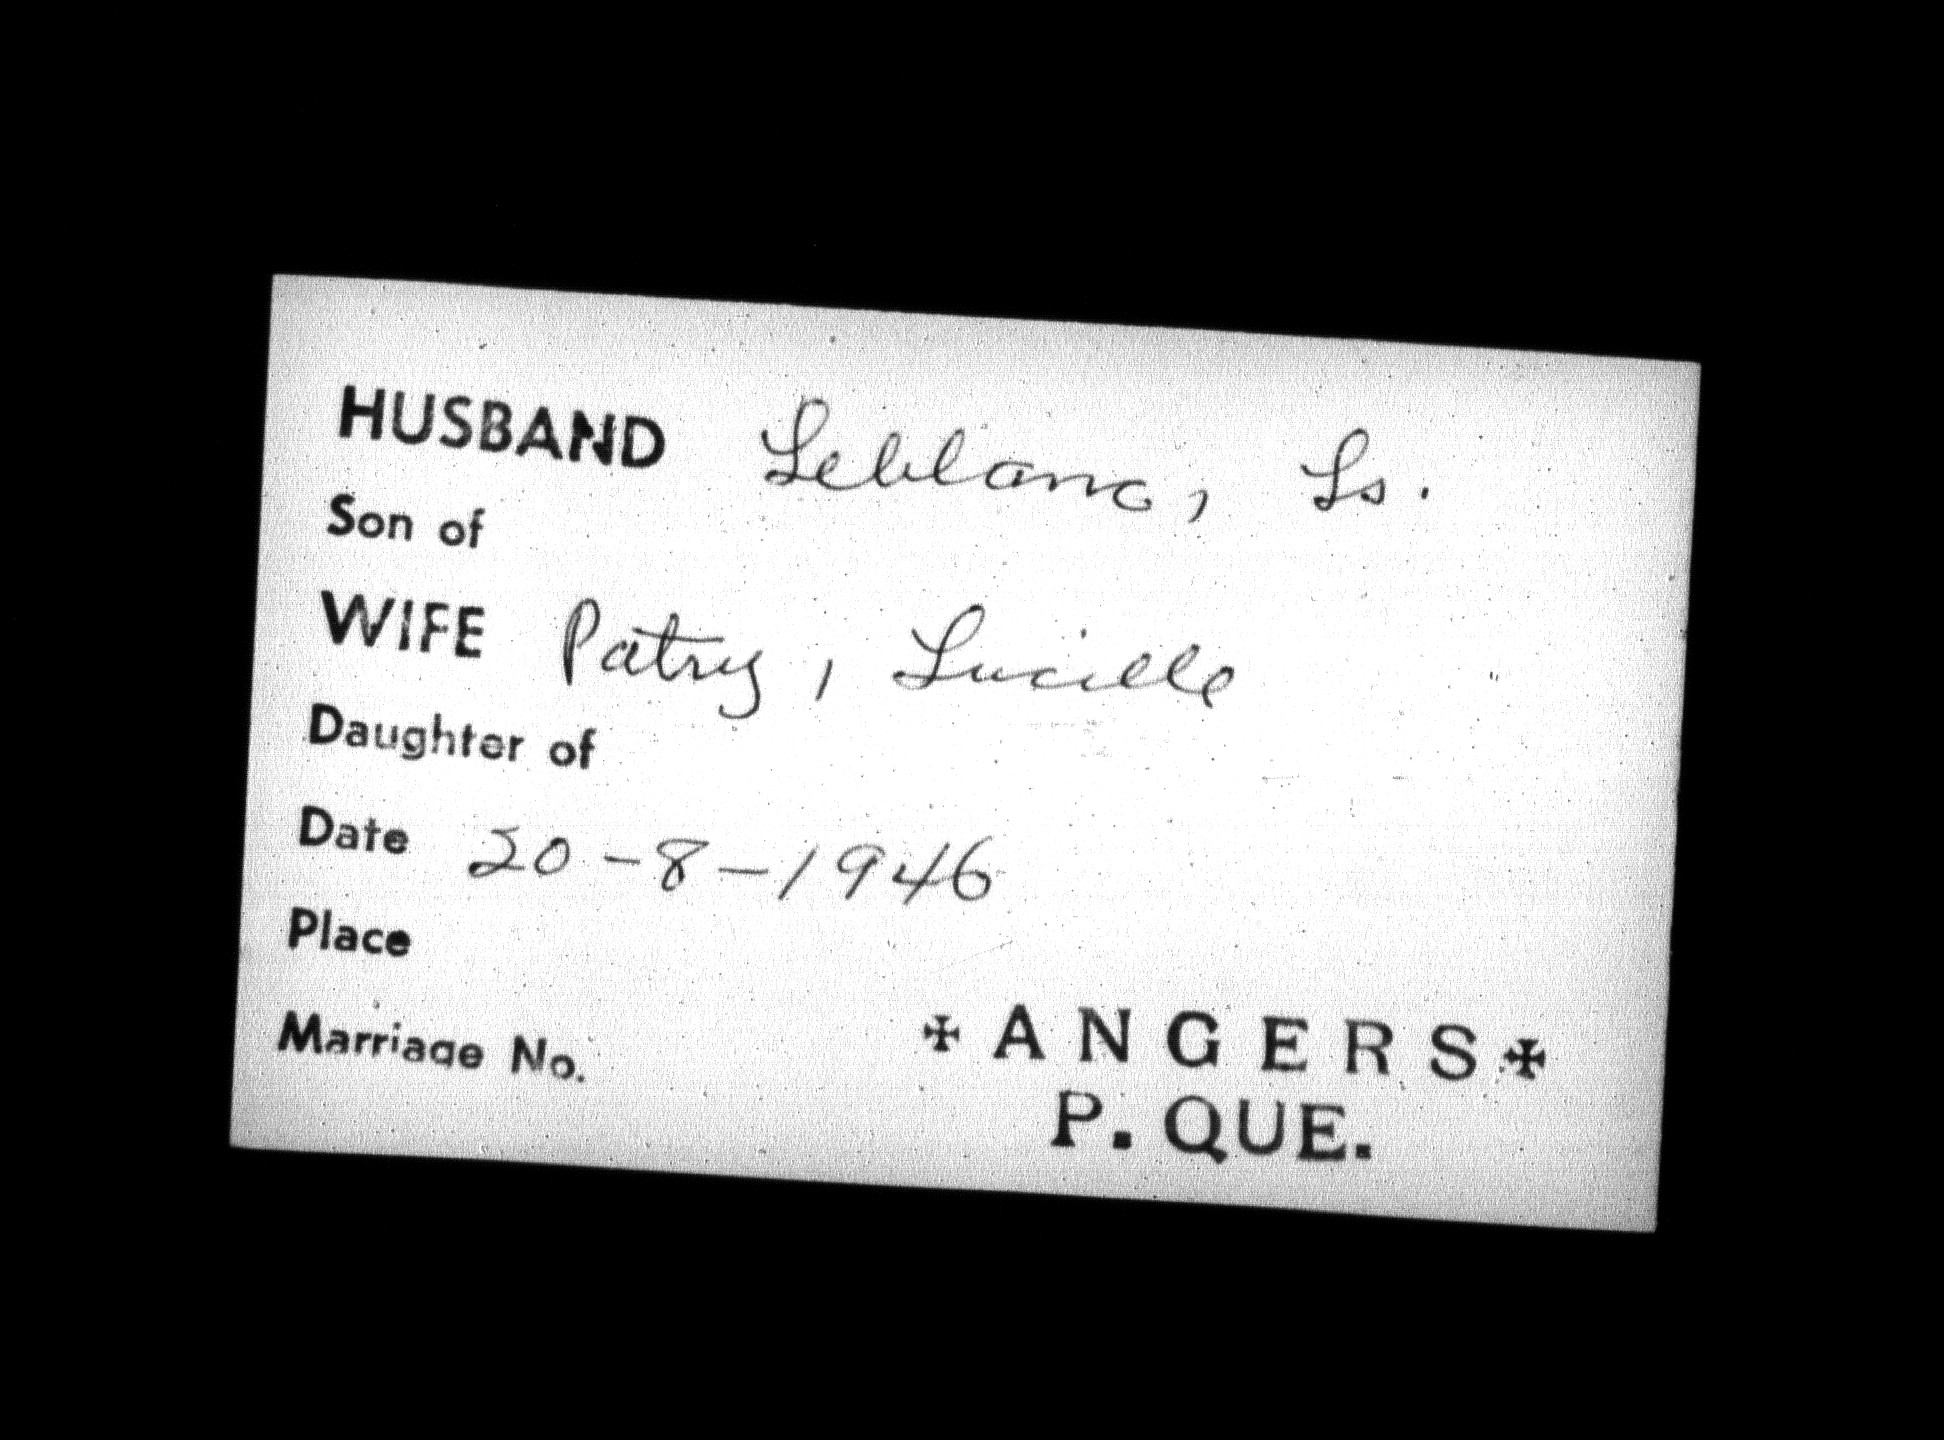 HUSBAND Leblanc, Ls.
Son of
WIFE Patry, Lucille
Daughter of
Date 20-8-1946
Place
Marriage No.
✠ANGERS✠
P. QUE.